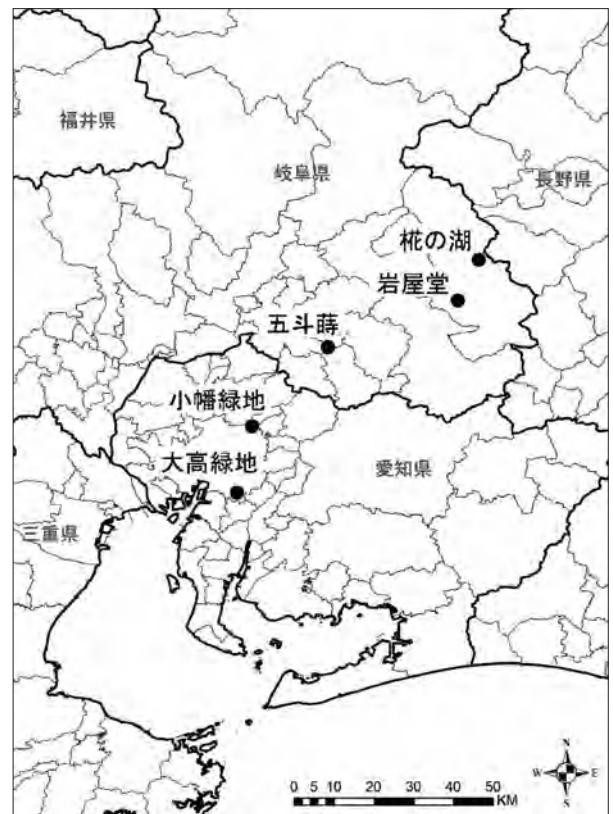 福井県
岐阜県
長野県
椛の湖
岩屋堂
五斗蒔
小幡緑地
大高緑地
愛知県
三重県
N
W
E
S
0 5 10 20 30 40 50
KM